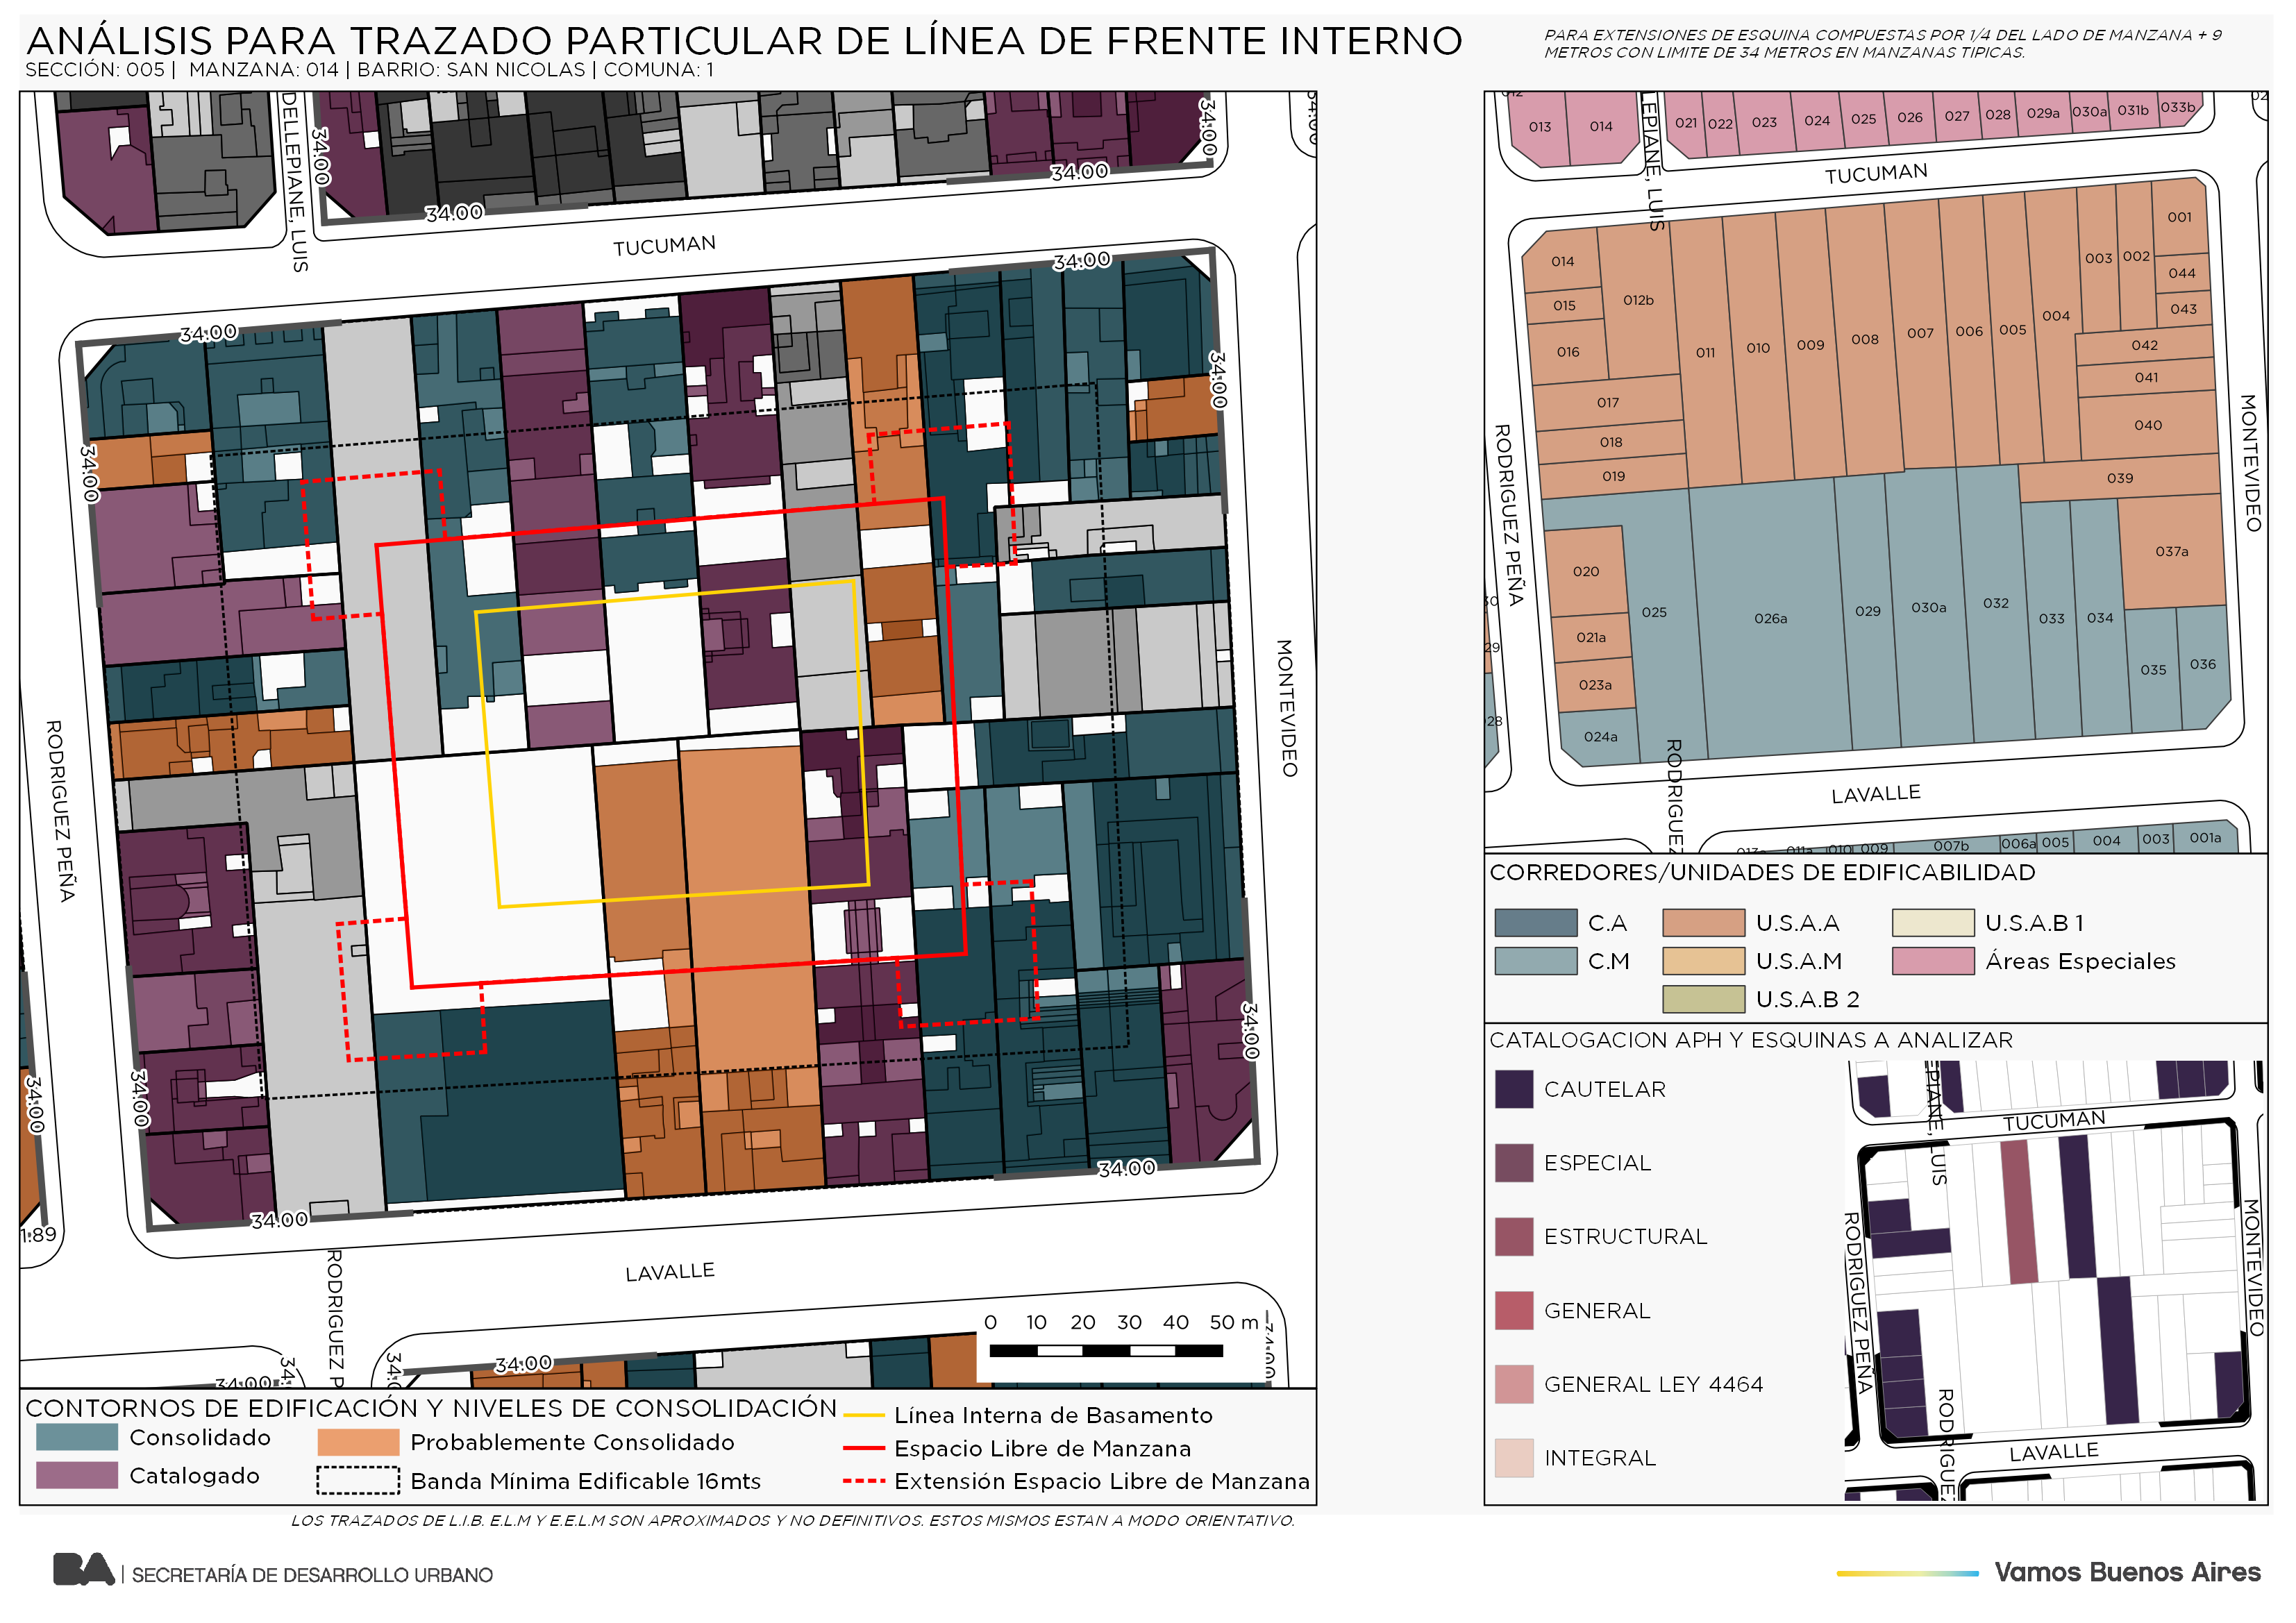 ANÁLISIS PARA TRAZADO PARTICULAR DE LÍNEA DE FRENTE INTERNO
SECCIÓN: 005 | MANZANA: 014 | BARRIO: SAN NICOLAS | COMUNA: 1
PARA EXTENSIONES DE ESQUINA COMPUESTAS POR 1/4 DEL LADO DE MANZANA + 9
METROS CON LIMITE DE 34 METROS EN MANZANAS TIPICAS.
DELLEPIANE, LUIS
34.00
34.00
34.00
34.00
TUCUMAN
34.00
34.00
34.00
34.00
RODRIGUEZ PEÑA
MONTEVIDEO
34.00
34.00
34.00
34.00
34.00
1.89
LAVALLE
RODRIGUEZ P
34.00
34.00
0 10 20 30 40 50 m
CONTORNOS DE EDIFICACIÓN Y NIVELES DE CONSOLIDACIÓN
Consolidado
Catalogado
Probablemente Consolidado
Banda Mínima Edificable 16mts
Línea Interna de Basamento
Espacio Libre de Manzana
Extensión Espacio Libre de Manzana
LOS TRAZADOS DE L.I.B. E.L.M Y E.E.L.M SON APROXIMADOS Y NO DEFINITIVOS. ESTOS MISMOS ESTAN A MODO ORIENTATIVO.
013 014 021 022 023 024 025 026 027 028 029a 030a 031b 033b
EPIANE, LUIS
TUCUMAN
014 012b 011 010 009 008 007 006 005 004 003 002 001
015 044
016 043
042
017 041
018 040
019 039
020 025 026a 029 030a 032 033 034 037a
021a
023a 035 036
024a
RODRIGUEZ PEÑA
MONTEVIDEO
RODRIGUEZ
LAVALLE
009 007b 006a 005 004 003 001a
CORREDORES/UNIDADES DE EDIFICABILIDAD
C.A
C.M
U.S.A.A
U.S.A.M
U.S.A.B 2
U.S.A.B 1
Áreas Especiales
CATALOGACION APH Y ESQUINAS A ANALIZAR
CAUTELAR
ESPECIAL
ESTRUCTURAL
GENERAL
GENERAL LEY 4464
INTEGRAL
EPIANE, LUIS
TUCUMAN
RODRIGUEZ PEÑA
MONTEVIDEO
RODRIGUEZ
LAVALLE
BA | SECRETARÍA DE DESARROLLO URBANO
Vamos Buenos Aires